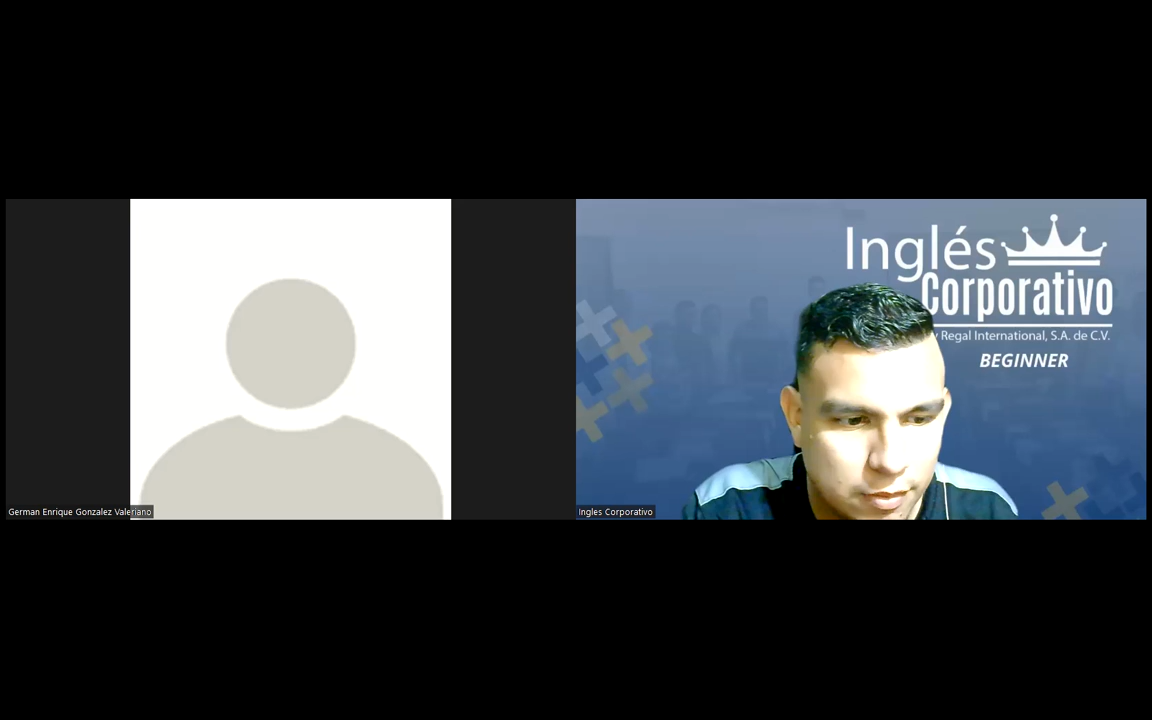 Inglés
Corporativo
Regal International, S.A. de C.V.
BEGINNER
German Enrique Gonzalez Valeriano
Ingles Corporativo